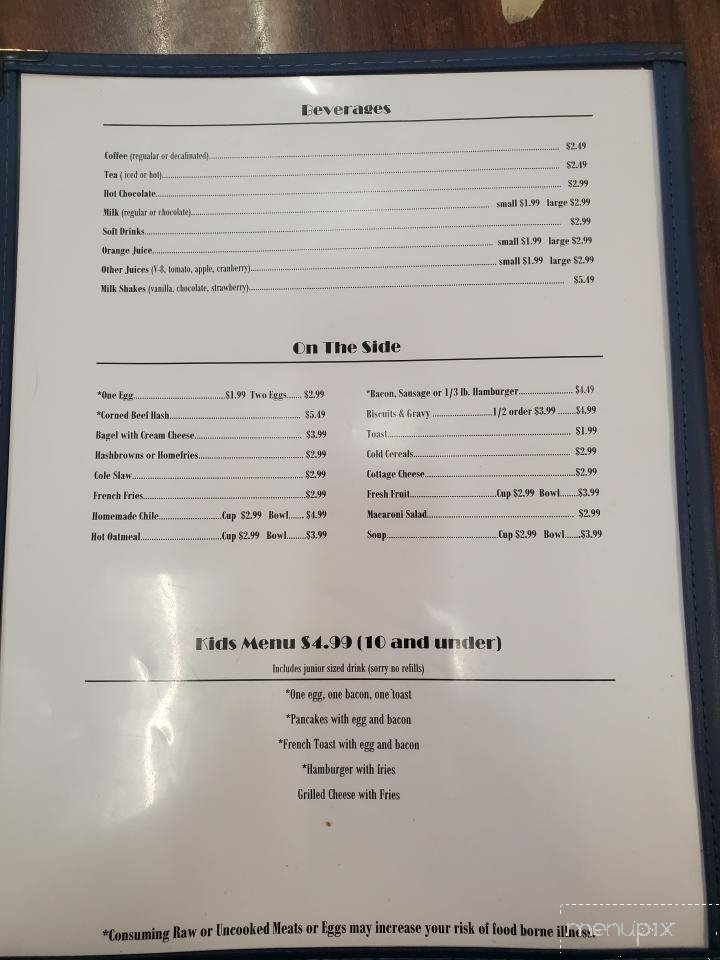 Beverages
Coffee (regualar or decafinated) $2.49
Tea ( iced or hot) $2.49
Hot Chocolate $2.99
Milk (regular or chocolate) small $1.99 large $2.99
Soft Drinks $2.99
Orange Juice small $1.99 large $2.99
Other Juices (V-8, tomato, apple, cranberry) small $1.99 large $2.99
Milk Shakes (vanilla, chocolate, strawberry) $5.49
On The Side
*One Egg $1.99 Two Eggs $2.99
*Corned Beef Hash $5.49
Bagel with Cream Cheese $3.99
Hashbrowns or Homefries $2.99
Cole Slaw $2.99
French Fries $2.99
Homemade Chile Cup $2.99 Bowl $4.99
Hot Oatmeal Cup $2.99 Bowl $3.99
*Bacon, Sausage or 1/3 lb. Hamburger $4.49
Biscuits & Gravy 1/2 order $3.99 $4.99
Toast $1.99
Cold Cereals $2.99
Cottage Cheese $2.99
Fresh Fruit Cup $2.99 Bowl $3.99
Macaroni Salad $2.99
Soup Cup $2.99 Bowl $3.99
Kids Menu $4.99 (10 and under)
Includes junior sized drink (sorry no refills)
*One egg, one bacon, one toast
*Pancakes with egg and bacon
*French Toast with egg and bacon
*Hamburger with fries
Grilled Cheese with Fries
*Consuming Raw or Uncooked Meats or Eggs may increase your risk of food borne illness.
menupix